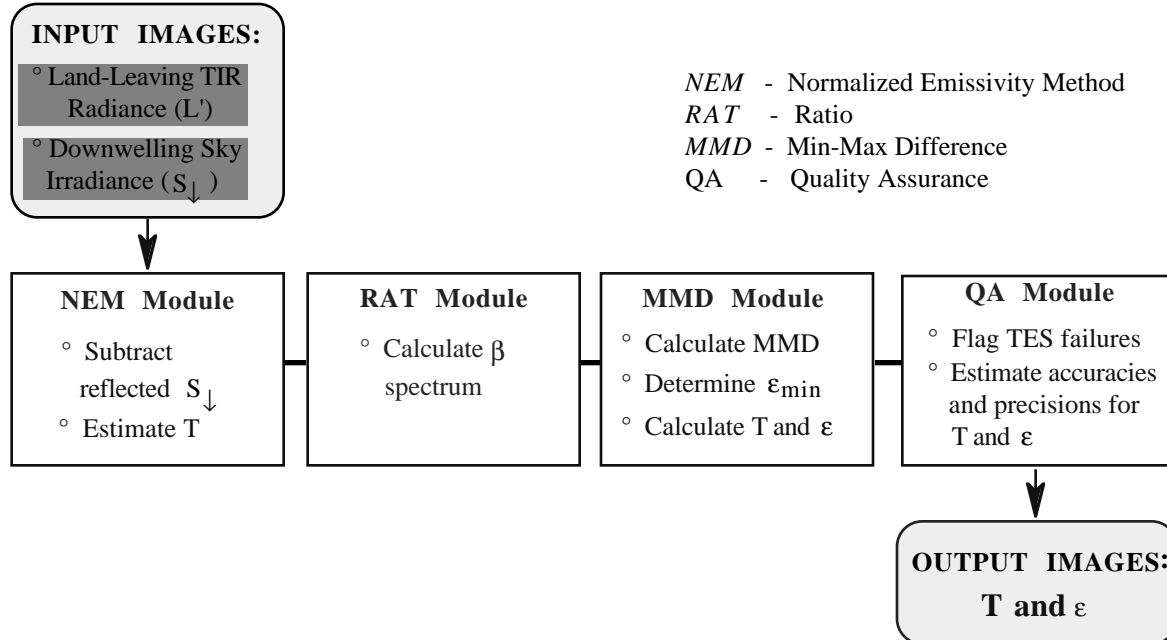 INPUT IMAGES:
° Land-Leaving TIR
Radiance (L')
° Downwelling Sky
Irradiance (S↓)
NEM - Normalized Emissivity Method
RAT - Ratio
MMD - Min-Max Difference
QA - Quality Assurance
NEM Module
° Subtract
reflected S↓
° Estimate T
RAT Module
° Calculate β
spectrum
MMD Module
° Calculate MMD
° Determine εmin
° Calculate T and ε
QA Module
° Flag TES failures
° Estimate accuracies
and precisions for
T and ε
OUTPUT IMAGES:
T and ε